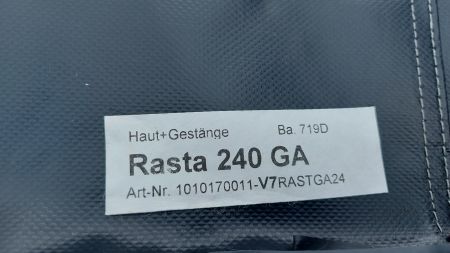 Haut+Gestänge Ba. 719D
Rasta 240 GA
Art-Nr. 1010170011-V7RASTGA24